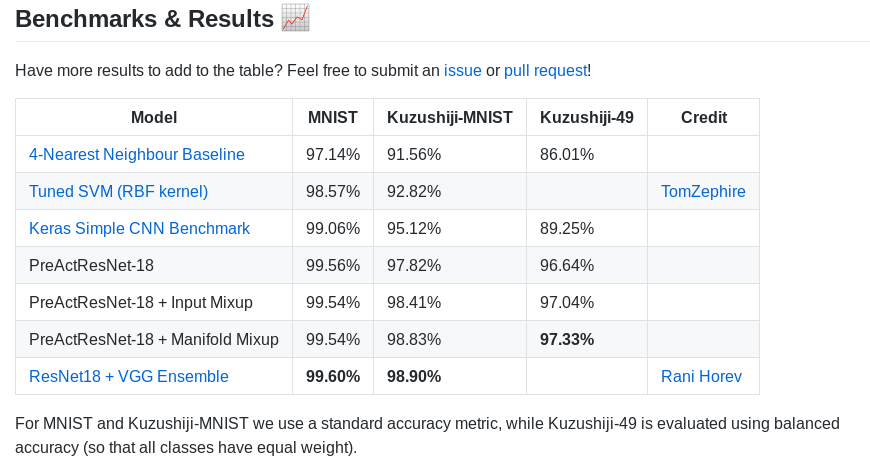 Benchmarks & Results 📈
Have more results to add to the table? Feel free to submit an issue or pull request!
Model MNIST Kuzushiji-MNIST Kuzushiji-49 Credit
4-Nearest Neighbour Baseline 97.14% 91.56% 86.01%
Tuned SVM (RBF kernel) 98.57% 92.82% TomZephire
Keras Simple CNN Benchmark 99.06% 95.12% 89.25%
PreActResNet-18 99.56% 97.82% 96.64%
PreActResNet-18 + Input Mixup 99.54% 98.41% 97.04%
PreActResNet-18 + Manifold Mixup 99.54% 98.83% 97.33%
ResNet18 + VGG Ensemble 99.60% 98.90% Rani Horev
For MNIST and Kuzushiji-MNIST we use a standard accuracy metric, while Kuzushiji-49 is evaluated using balanced
accuracy (so that all classes have equal weight).